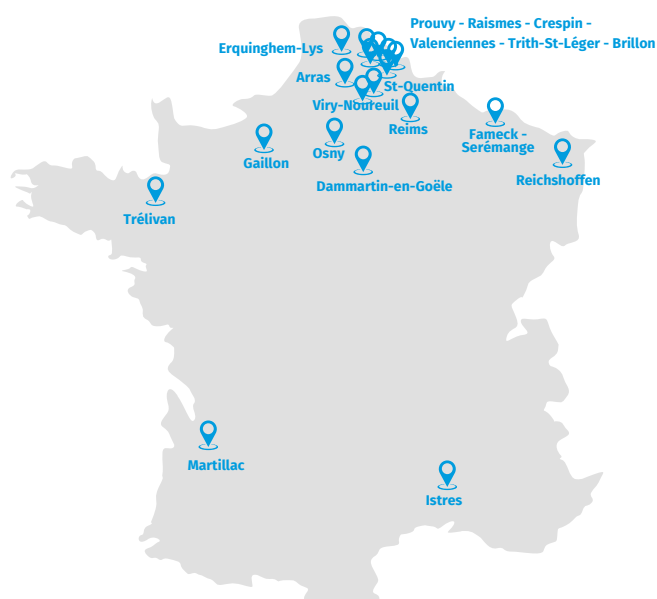 Prouvy - Raismes - Crespin -
Valenciennes - Trith-St-Léger - Brillon
Erquinghem-Lys
Arras
St-Quentin
Viry-Noureuil
Reims
Fameck -
Serémange
Gaillon
Osny
Reichshoffen
Dammartin-en-Goële
Trélivan
Martillac
Istres